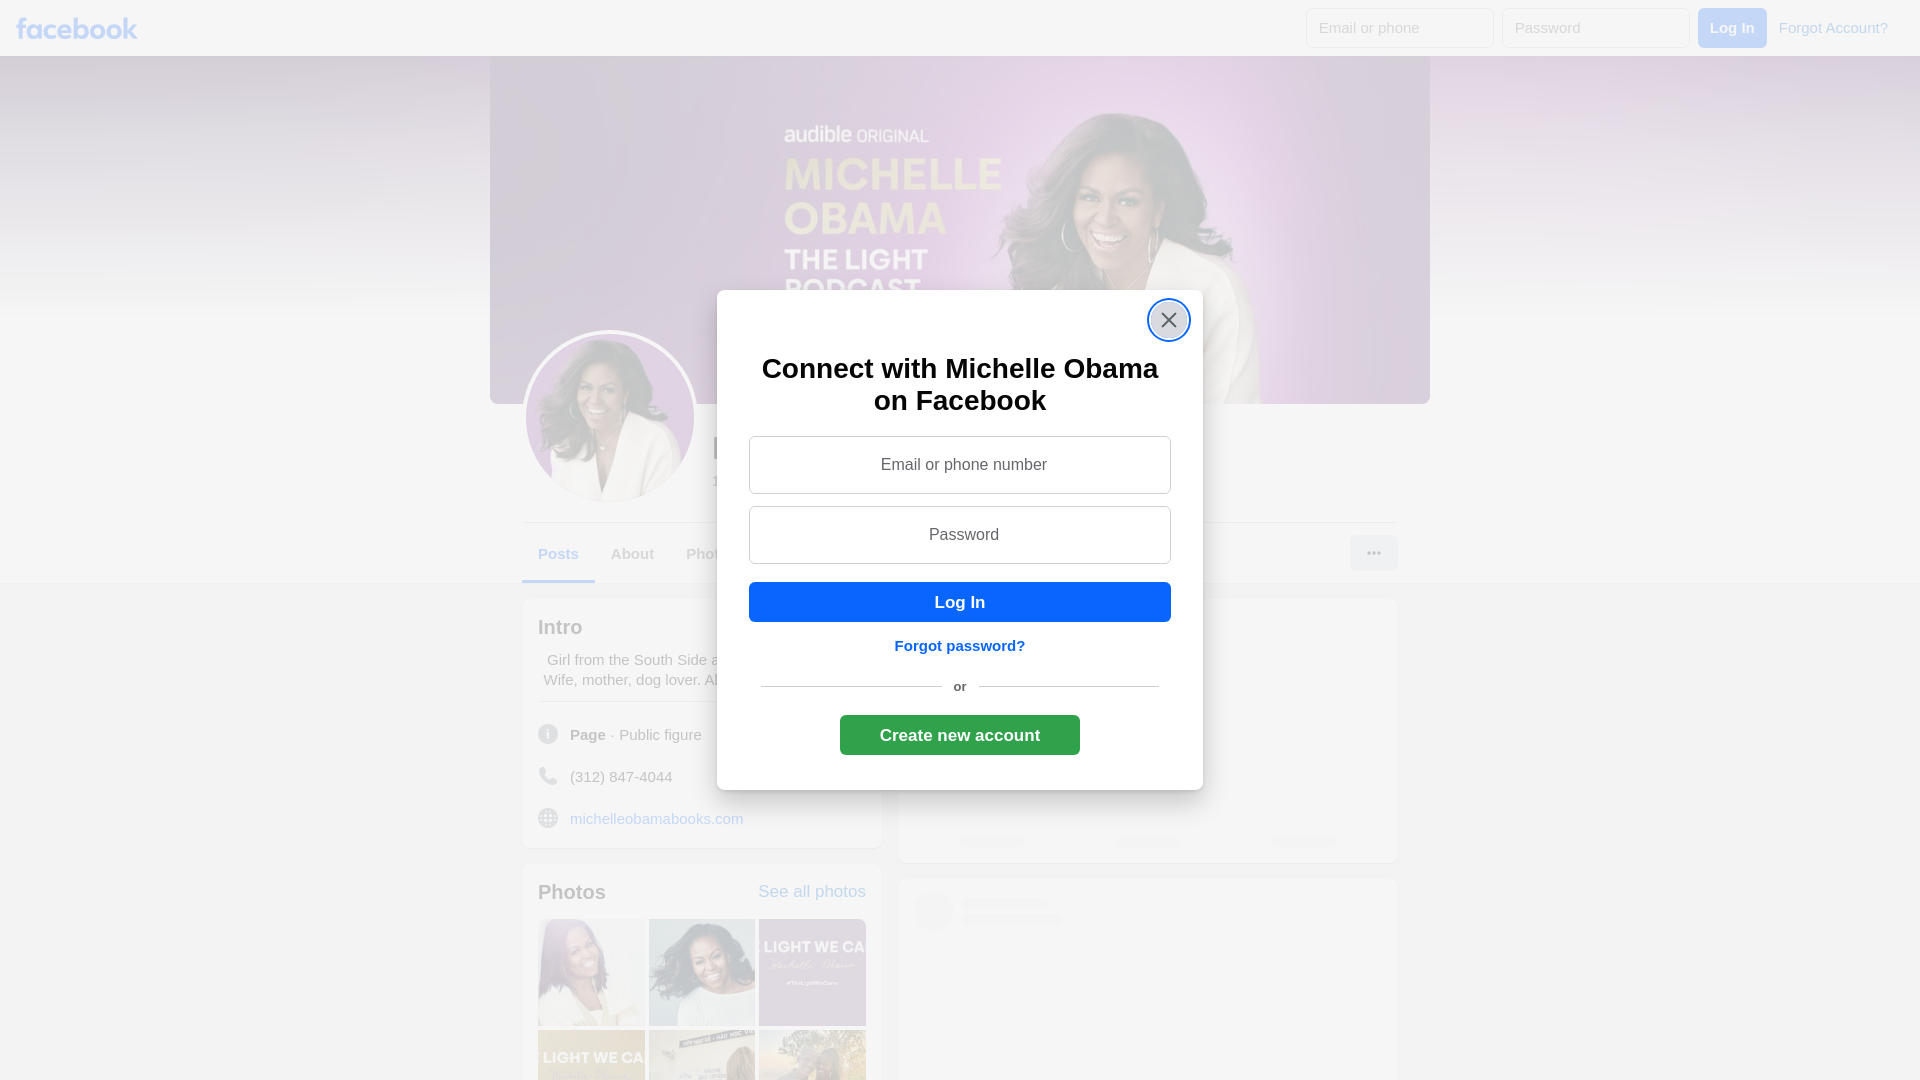 facebook
Email or phone
Password
Log In
Forgot Account?
audible ORIGINAL
MICHELLE
OBAMA
THE LIGHT
PODCAST
Connect with Michelle Obama
on Facebook
Email or phone number
Password
Log In
Forgot password?
or
Create new account
Posts
About
Intro
Girl from the South Side
Wife, mother, dog lover.
Page · Public figure
(312) 847-4044
michelleobamabooks.com
Photos
See all photos
LIGHT WE CA
Michelle Obama
#TheLightWeCarry
LIGHT WE CA